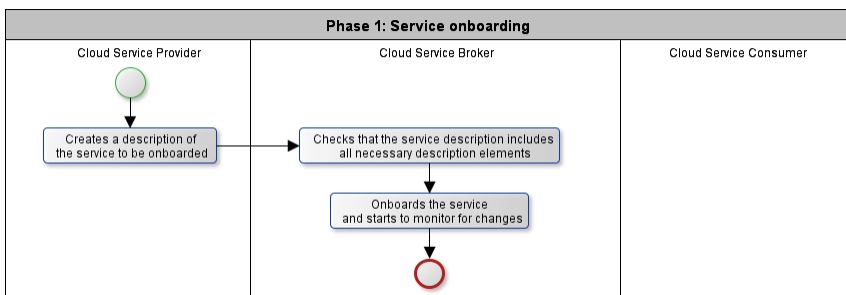 Phase 1: Service onboarding
Cloud Service Provider
Cloud Service Broker
Cloud Service Consumer
Creates a description of
the service to be onboarded
Checks that the service description includes
all necessary description elements
Onboards the service
and starts to monitor for changes